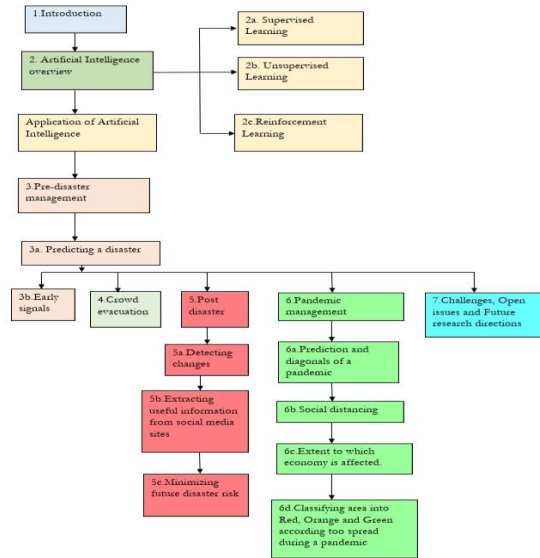 1.Introduction
2. Artificial Intelligence
overview
2a. Supervised
Learning
2b. Unsupervised
Learning
2c.Reinforcement
Learning
Application of Artificial
Intelligence
3.Pre-disaster
management
3a. Predicting a disaster
3b.Early
signals
4.Crowd
evacuation
5.Post
disaster
6.Pandemic
management
7.Challenges, Open
issues and Future
research directions
5a.Detecting
changes
5b.Extracting
useful information
from social media
sites
5c.Minimizing
future disaster risk
6a.Prediction and
diagonals of a
pandemic
6b.Social distancing
6c.Extent to which
economy is affected.
6d.Classifying area into
Red, Orange and Green
according too spread
during a pandemic